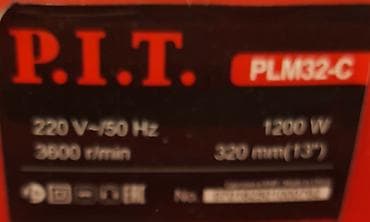 P.I.T. PLM32-C
220 V~/50 Hz 1200 W
3600 r/min 320 mm(13")
No.